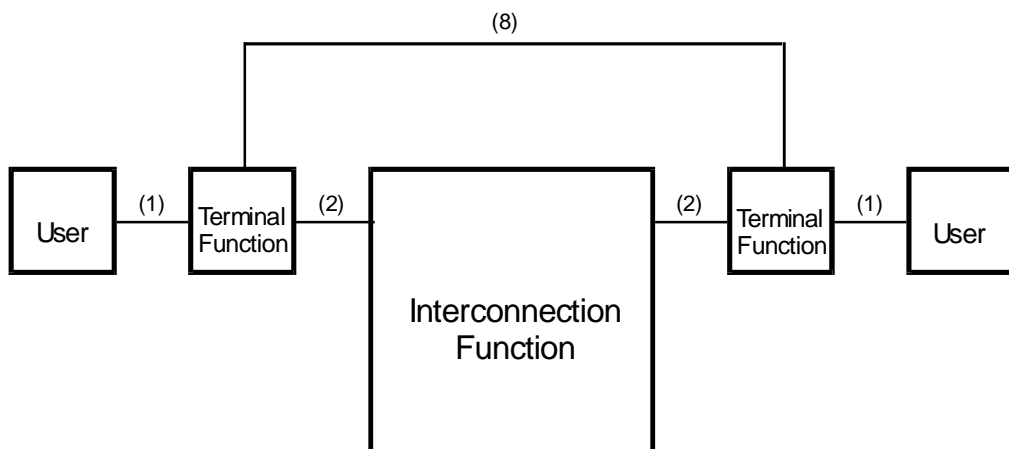 (8)
(1)
(2)
(2)
(1)
User
Terminal
Function
Terminal
Function
User
Interconnection
Function